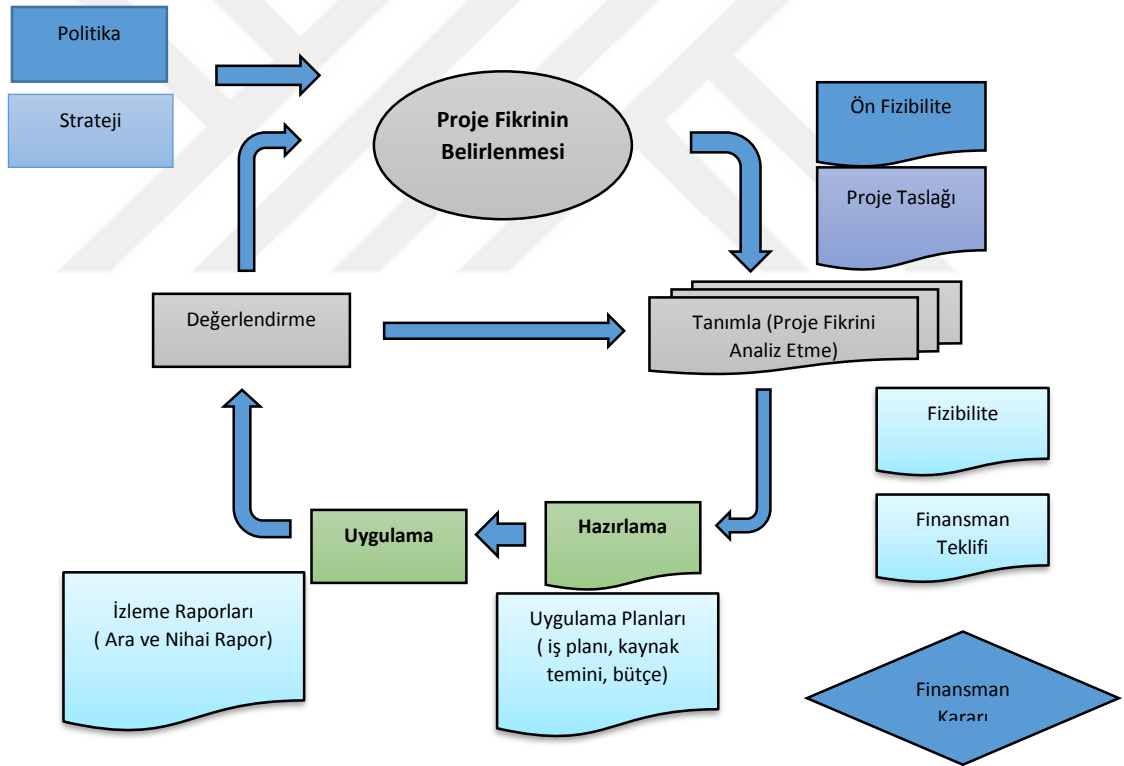 Politika
Strateji
Proje Fikrinin
Belirlenmesi
Ön Fizibilite
Proje Taslağı
Değerlendirme
Tanımla (Proje Fikrini
Analiz Etme)
Fizibilite
Finansman
Teklifi
Uygulama
Hazırlama
İzleme Raporları
( Ara ve Nihai Rapor)
Uygulama Planları
( iş planı, kaynak
temini, bütçe)
Finansman
Kararı